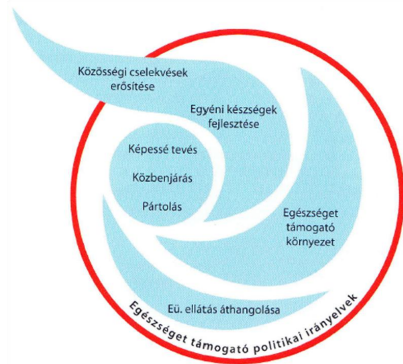 Közösségi cselekvések
erősítése
Egyéni készségek
fejlesztése
Képessé tevés
Közbenjárás
Pártolás
Egészséget
támogató
környezet
Eü. ellátás áthangolása
Egészséget támogató politikai irányelvek